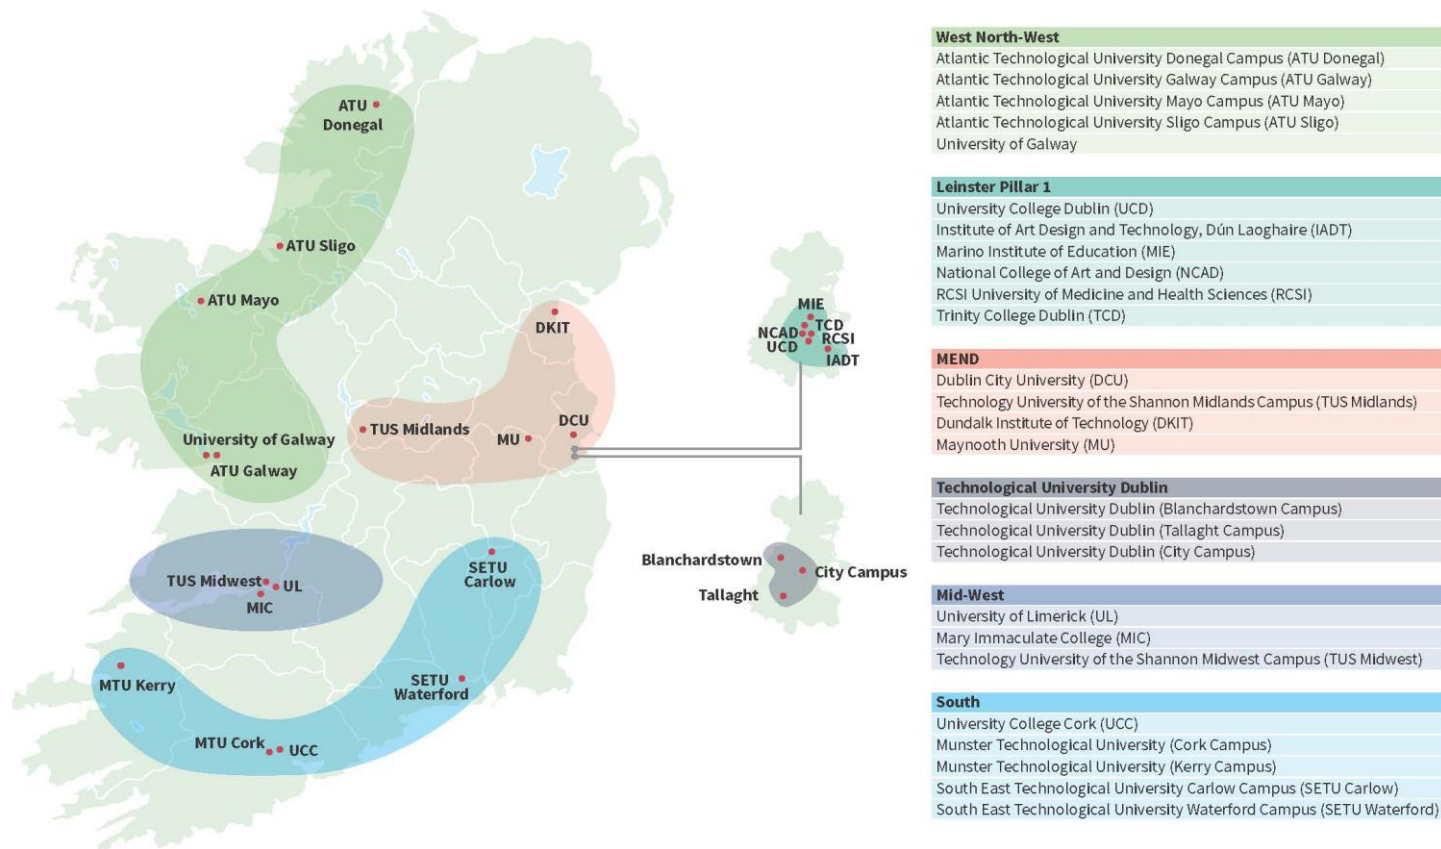 ATU
Donegal
ATU Sligo
ATU Mayo
University of Galway
ATU Galway
DKIT
TUS Midlands
MU
DCU
MIE
NCAD
TCD
UCD
RCSI
IADT
Blanchardstown
City Campus
Tallaght
TUS Midwest
UL
MIC
SETU
Carlow
MTU Kerry
SETU
Waterford
MTU Cork
UCC
West North-West
Atlantic Technological University Donegal Campus (ATU Donegal)
Atlantic Technological University Galway Campus (ATU Galway)
Atlantic Technological University Mayo Campus (ATU Mayo)
Atlantic Technological University Sligo Campus (ATU Sligo)
University of Galway
Leinster Pillar 1
University College Dublin (UCD)
Institute of Art Design and Technology, Dún Laoghaire (IADT)
Marino Institute of Education (MIE)
National College of Art and Design (NCAD)
RCSI University of Medicine and Health Sciences (RCSI)
Trinity College Dublin (TCD)
MEND
Dublin City University (DCU)
Technology University of the Shannon Midlands Campus (TUS Midlands)
Dundalk Institute of Technology (DKIT)
Maynooth University (MU)
Technological University Dublin
Technological University Dublin (Blanchardstown Campus)
Technological University Dublin (Tallaght Campus)
Technological University Dublin (City Campus)
Mid-West
University of Limerick (UL)
Mary Immaculate College (MIC)
Technology University of the Shannon Midwest Campus (TUS Midwest)
South
University College Cork (UCC)
Munster Technological University (Cork Campus)
Munster Technological University (Kerry Campus)
South East Technological University Carlow Campus (SETU Carlow)
South East Technological University Waterford Campus (SETU Waterford)